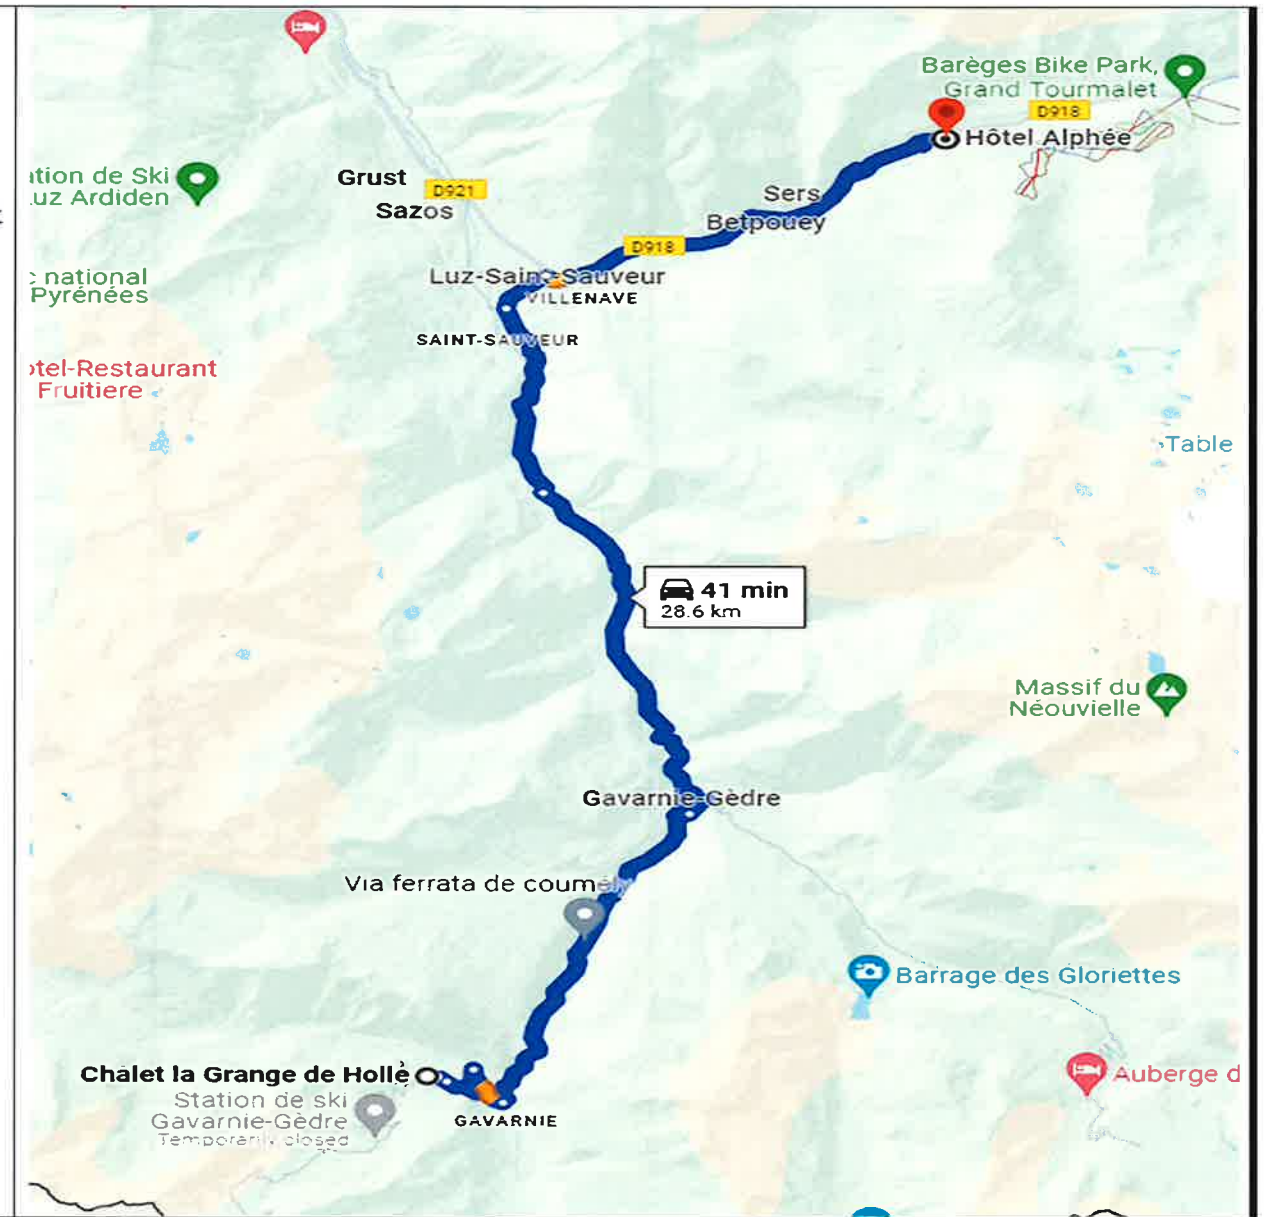 Barèges Bike Park,
Grand Tourmalet
D918
Hôtel Alphée
ation de Ski
uz Ardiden
Grust
D921
Sazos
Sers
Betpouey
D918
c national
Pyrénées
Luz-Saint-Sauveur
VILLENAVE
SAINT-SAUVEUR
otel-Restaurant
Fruitiere
Table
41 min
28.6 km
Massif du
Néouvielle
Gavarnie-Gèdre
Via ferrata de coumély
Barrage des Gloriettes
Chalet la Grange de Hollè
Auberge d
Station de ski
Gavarnie-Gèdre
Temporarily closed
GAVARNIE